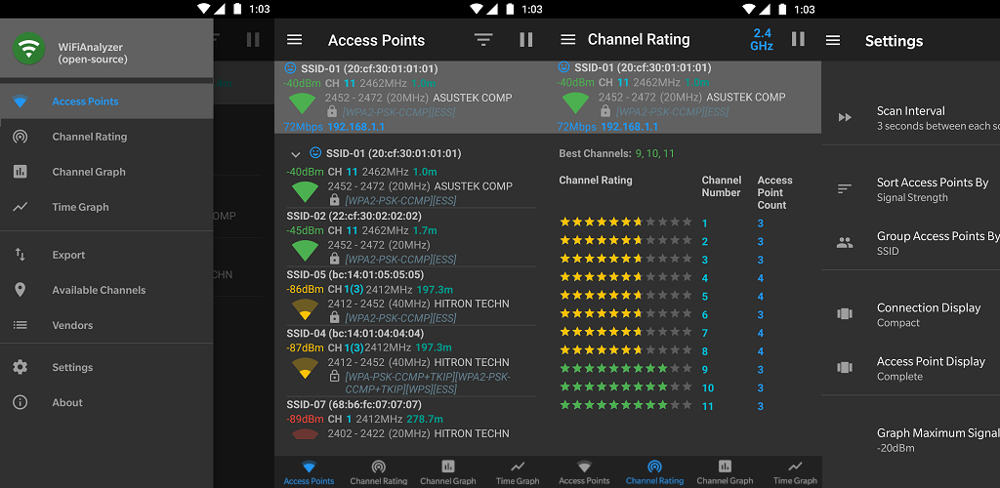 1:03
WiFiAnalyzer
(open-source)
Access Points
Channel Rating
Channel Graph
Time Graph
Export
Available Channels
Vendors
Settings
About
OMP
CHN
1:03
Access Points
SSID-01 (20:cf:30:01:01:01)
-40dBm CH 11 2462MHz 1.0m
2452 - 2472 (20MHz) ASUSTEK COMP
[WPA2-PSK-CCMP][ESS]
72Mbps 192.168.1.1
SSID-01 (20:cf:30:01:01:01)
-40dBm CH 11 2462MHz 1.0m
2452 - 2472 (20MHz) ASUSTEK COMP
[WPA2-PSK-CCMP][ESS]
SSID-02 (22:cf:30:02:02:02)
-45dBm CH 11 2462MHz 1.7m
2452 - 2472 (20MHz)
[WPA2-PSK-CCMP][ESS]
SSID-05 (bc:14:01:05:05:05)
-86dBm CH 1(3) 2412MHz 197.3m
2412 - 2452 (40MHz) HITRON TECHN
[WPA2-PSK-CCMP][ESS]
SSID-04 (bc:14:01:04:04:04)
-87dBm CH 1(3) 2412MHz 197.3m
2412 - 2452 (40MHz) HITRON TECHN
[WPA-PSK-CCMP+TKIP][WPA2-PSK-
CCMP+TKIP][WPS][ESS]
SSID-07 (68:b6:fc:07:07:07)
-89dBm CH 1 2412MHz 278.7m
2402 - 2422 (20MHz) HITRON TECHN
Access Points Channel Rating Channel Graph Time Graph
1:03
Channel Rating
2.4
GHz
SSID-01 (20:cf:30:01:01:01)
-40dBm CH 11 2462MHz 1.0m
2452 - 2472 (20MHz) ASUSTEK COMP
[WPA2-PSK-CCMP][ESS]
72Mbps 192.168.1.1
Best Channels: 9, 10, 11
Channel Rating
Channel
Number
Access
Point
Count
1 3
2 3
3 3
4 4
5 4
6 3
7 4
8 4
9 3
10 3
11 3
Access Points Channel Rating Channel Graph Time Graph
1:03
Settings
Scan Interval
3 seconds between each sc
Sort Access Points By
Signal Strength
Group Access Points By
SSID
Connection Display
Compact
Access Point Display
Complete
Graph Maximum Signal
-20dBm